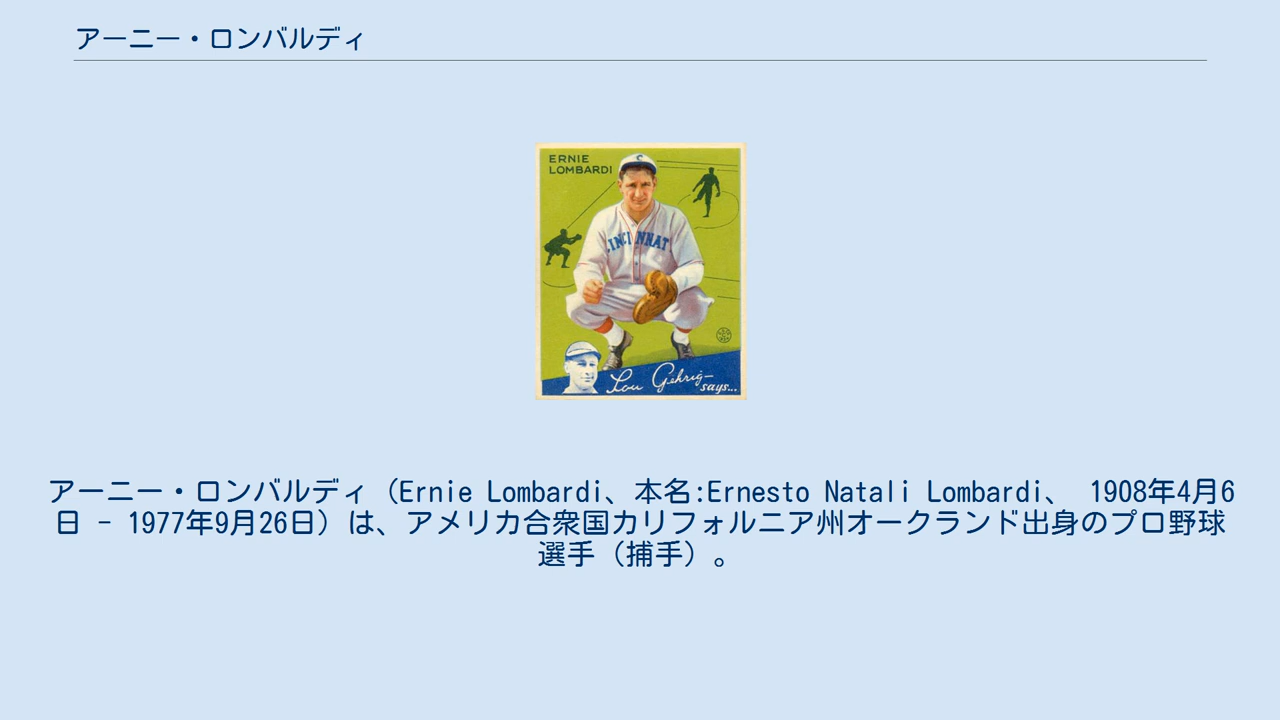 アーニー・ロンバルディ
ERNIE
LOMBARDI
CINCINNATI
Lou Gehrig—
says...
アーニー・ロンバルディ（Ernie Lombardi、本名:Ernesto Natali Lombardi、 1908年4月6
日 - 1977年9月26日）は、アメリカ合衆国カリフォルニア州オークランド出身のプロ野球
選手（捕手）。